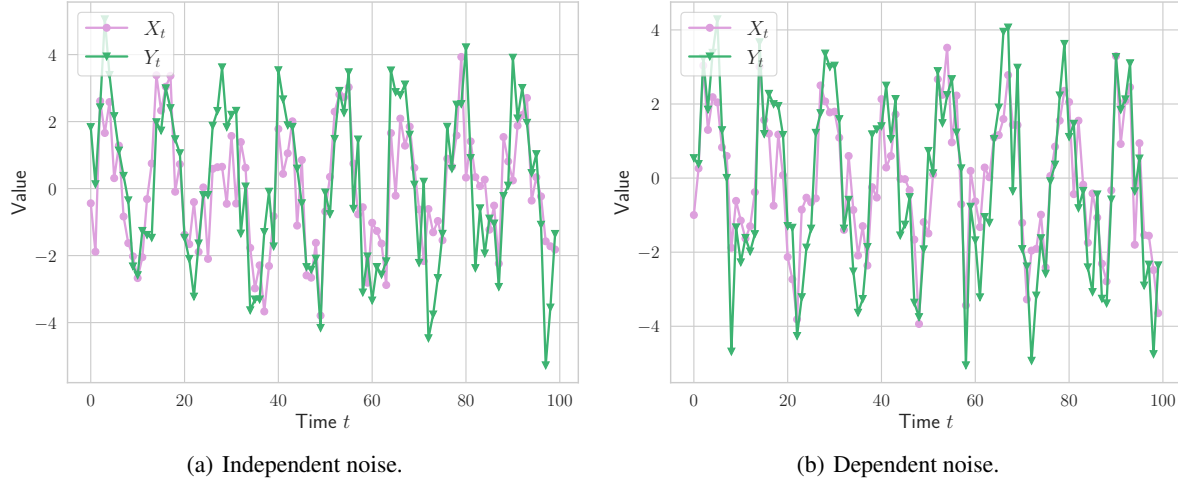 X_t
Y_t
4
2
0
−2
−4
Value
0 20 40 60 80 100
Time t
(a) Independent noise.
X_t
Y_t
4
2
0
−2
−4
Value
0 20 40 60 80 100
Time t
(b) Dependent noise.